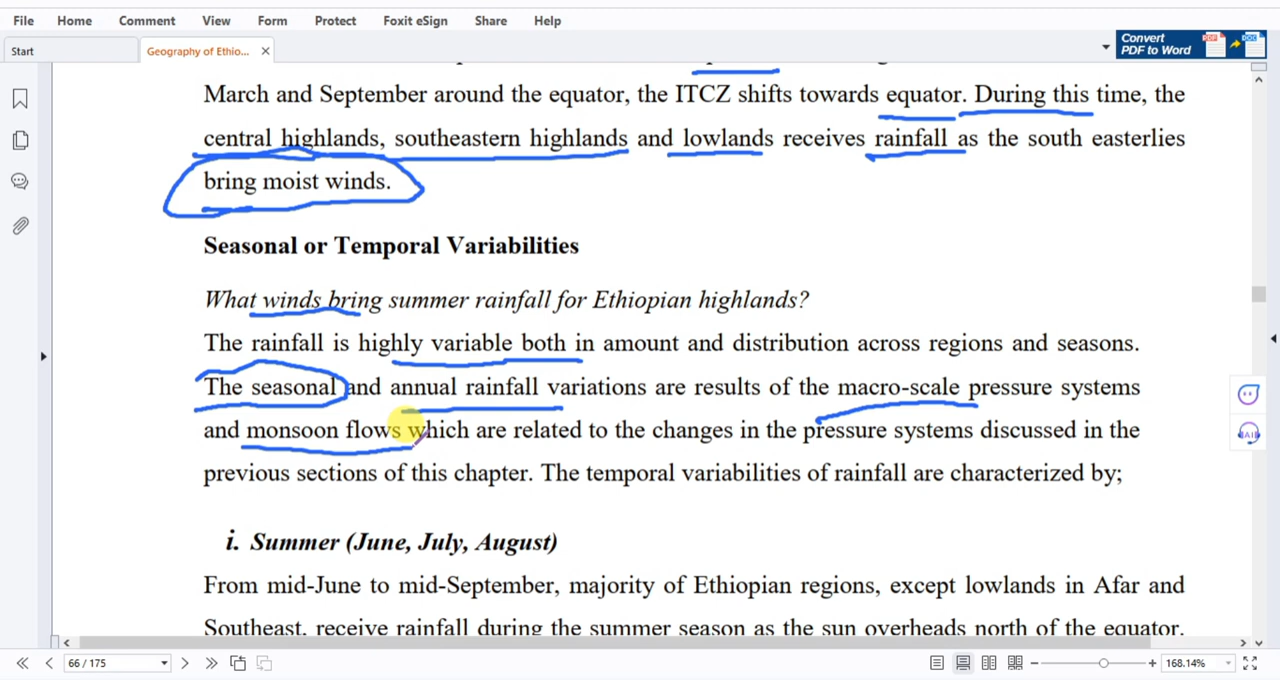 File Home Comment View Form Protect Foxit eSign Share Help
Start
Geography of Ethio...
Convert
PDF to Word
March and September around the equator, the ITCZ shifts towards equator. During this time, the
central highlands, southeastern highlands and lowlands receives rainfall as the south easterlies
bring moist winds.
Seasonal or Temporal Variabilities
What winds bring summer rainfall for Ethiopian highlands?
The rainfall is highly variable both in amount and distribution across regions and seasons.
The seasonal and annual rainfall variations are results of the macro-scale pressure systems
and monsoon flows which are related to the changes in the pressure systems discussed in the
previous sections of this chapter. The temporal variabilities of rainfall are characterized by;
i. Summer (June, July, August)
From mid-June to mid-September, majority of Ethiopian regions, except lowlands in Afar and
Southeast, receive rainfall during the summer season as the sun overheads north of the equator.
66 / 175
168.14%